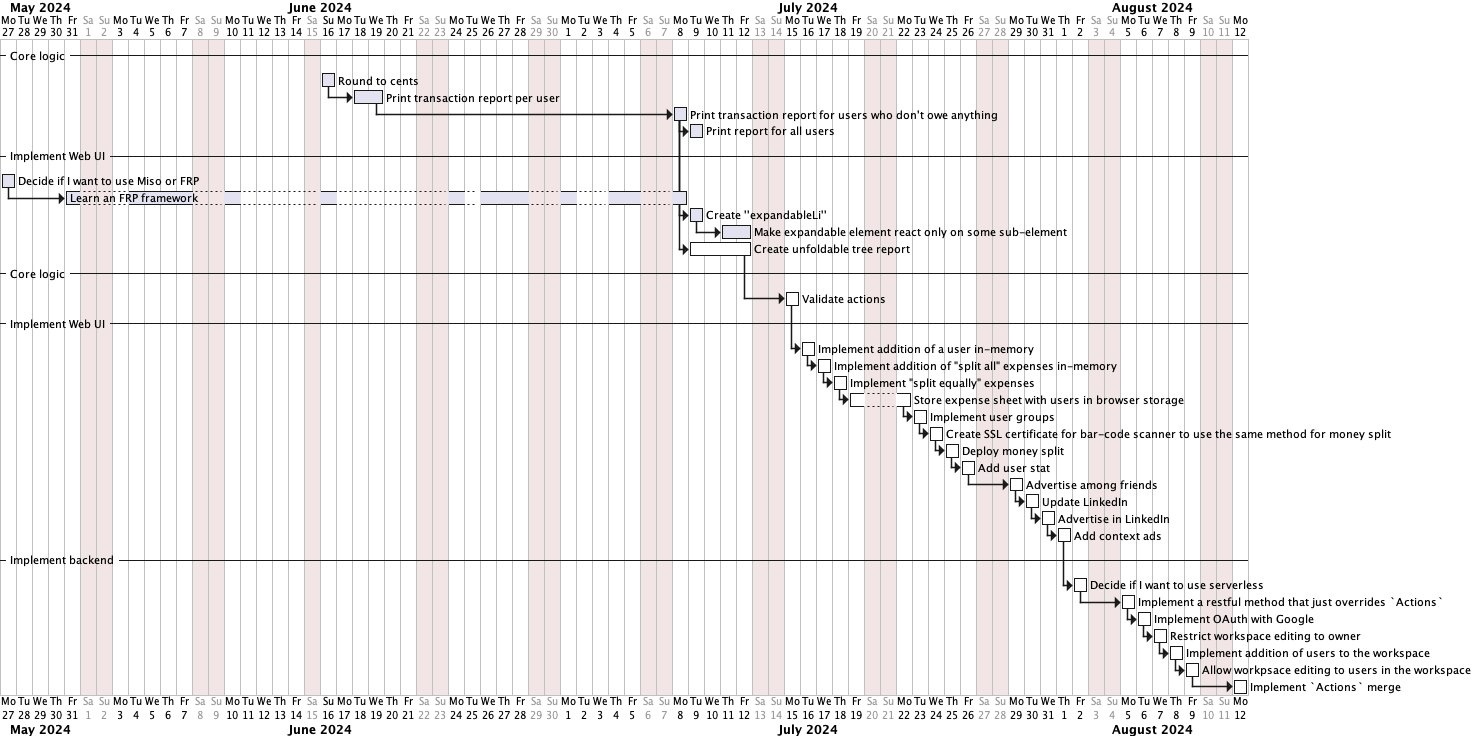 May 2024 June 2024 July 2024 August 2024
Mo Tu We Th Fr Sa Su Mo Tu We Th Fr Sa Su Mo Tu We Th Fr Sa Su Mo Tu We Th Fr Sa Su Mo Tu We Th Fr Sa Su Mo Tu We Th Fr Sa Su Mo Tu We Th Fr Sa Su Mo Tu We Th Fr Sa Su Mo Tu We Th Fr Sa Su Mo Tu We Th Fr Sa Su Mo Tu We Th Fr Sa Su Mo
27 28 29 30 31 1 2 3 4 5 6 7 8 9 10 11 12 13 14 15 16 17 18 19 20 21 22 23 24 25 26 27 28 29 30 1 2 3 4 5 6 7 8 9 10 11 12 13 14 15 16 17 18 19 20 21 22 23 24 25 26 27 28 29 30 31 1 2 3 4 5 6 7 8 9 10 11 12
Core logic
Round to cents
Print transaction report per user
Print transaction report for users who don't owe anything
Print report for all users
Implement Web UI
Decide if I want to use Miso or FRP
Learn an FRP framework
Create "expandableLi"
Make expandable element react only on some sub-element
Create unfoldable tree report
Core logic
Validate actions
Implement Web UI
Implement addition of a user in-memory
Implement addition of "split all" expenses in-memory
Implement "split equally" expenses
Store expense sheet with users in browser storage
Implement user groups
Create SSL certificate for bar-code scanner to use the same method for money split
Deploy money split
Add user stat
Advertise among friends
Update LinkedIn
Advertise in LinkedIn
Add context ads
Implement backend
Decide if I want to use serverless
Implement a restful method that just overrides `Actions`
Implement OAuth with Google
Restrict workspace editing to owner
Implement addition of users to the workspace
Allow workpsace editing to users in the workspace
Implement `Actions` merge
Mo Tu We Th Fr Sa Su Mo Tu We Th Fr Sa Su Mo Tu We Th Fr Sa Su Mo Tu We Th Fr Sa Su Mo Tu We Th Fr Sa Su Mo Tu We Th Fr Sa Su Mo Tu We Th Fr Sa Su Mo Tu We Th Fr Sa Su Mo Tu We Th Fr Sa Su Mo Tu We Th Fr Sa Su Mo Tu We Th Fr Sa Su Mo
27 28 29 30 31 1 2 3 4 5 6 7 8 9 10 11 12 13 14 15 16 17 18 19 20 21 22 23 24 25 26 27 28 29 30 1 2 3 4 5 6 7 8 9 10 11 12 13 14 15 16 17 18 19 20 21 22 23 24 25 26 27 28 29 30 31 1 2 3 4 5 6 7 8 9 10 11 12
May 2024 June 2024 July 2024 August 2024